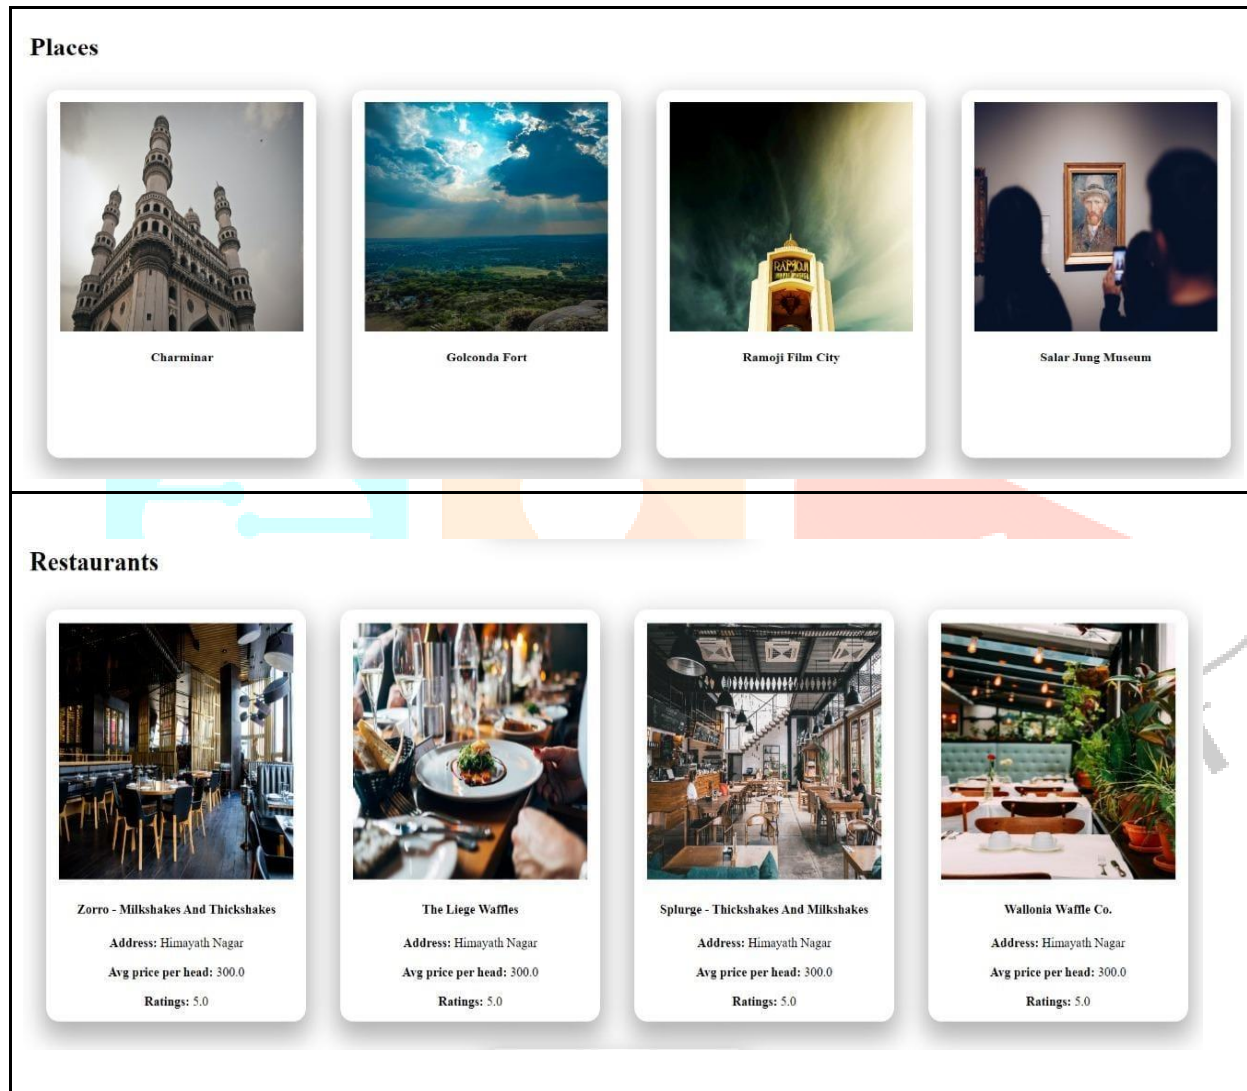 Places
RAMOJI
Charminar
Golconda Fort
Ramoji Film City
Salar Jung Museum
Restaurants
Zorro - Milkshakes And Thickshakes
The Liege Waffles
Splurge - Thickshakes And Milkshakes
Wallonia Waffle Co.
Address: Himayath Nagar
Address: Himayath Nagar
Address: Himayath Nagar
Address: Himayath Nagar
Avg price per head: 300.0
Avg price per head: 300.0
Avg price per head: 300.0
Avg price per head: 300.0
Ratings: 5.0
Ratings: 5.0
Ratings: 5.0
Ratings: 5.0